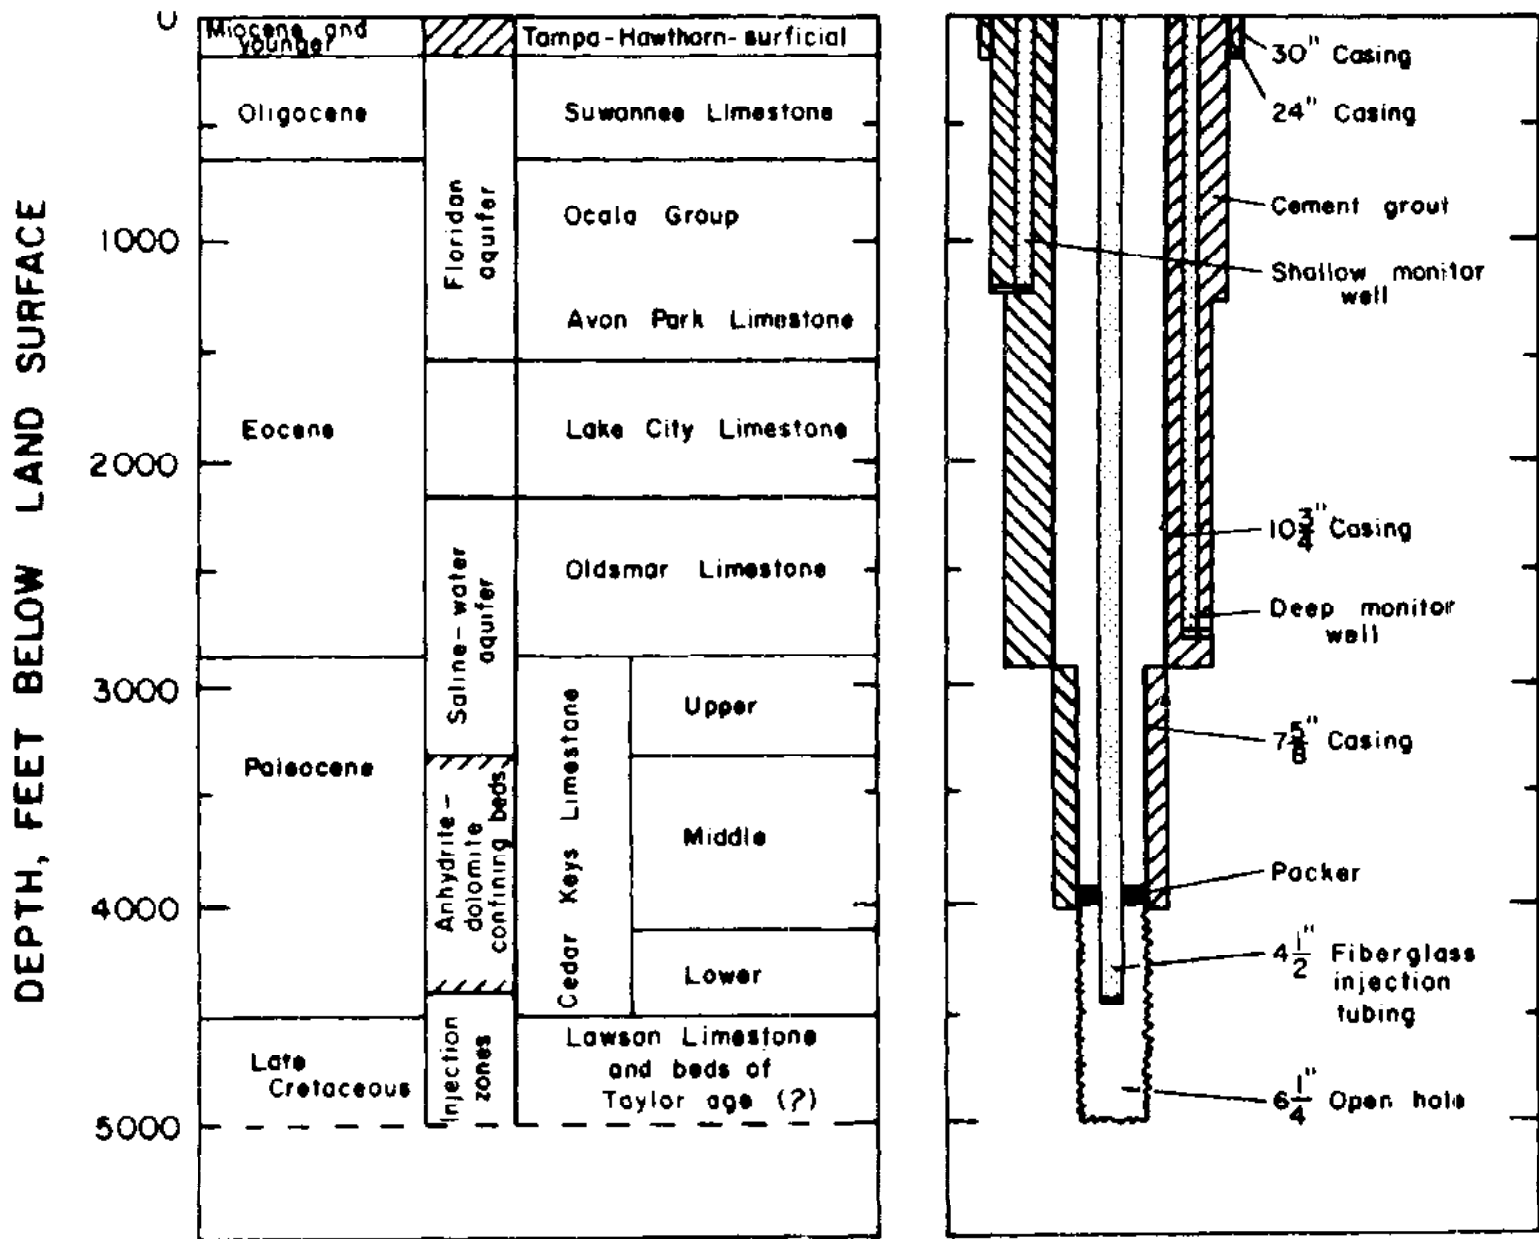 DEPTH, FEET BELOW LAND SURFACE
0
1000
2000
3000
4000
5000
Miocene and
younger
Oligocene
Eocene
Paleocene
Late
Cretaceous
Floridan
aquifer
Saline-water
aquifer
Anhydrite-
dolomite
confining beds
Injection
zones
Tampa-Hawthorn-surficial
Suwannee Limestone
Ocala Group
Avon Park Limestone
Lake City Limestone
Oldsmar Limestone
Cedar Keys Limestone
Upper
Middle
Lower
Lawson Limestone
and beds of
Taylor age (?)
30" Casing
24" Casing
Cement grout
Shallow monitor
well
10 3/4" Casing
Deep monitor
well
7 5/8" Casing
Packer
4 1/2" Fiberglass
injection
tubing
6 1/4" Open hole